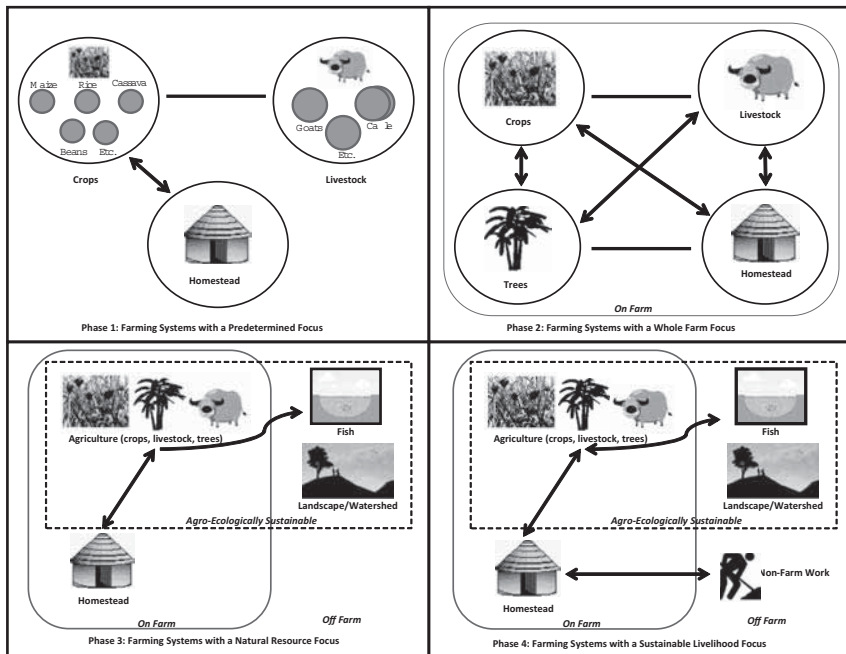 Maize Rice Cassava
Beans Etc.
Crops
Goats
Etc.
Livestock
Homestead
Phase 1: Farming Systems with a Predetermined Focus
Crops
Livestock
Trees
Homestead
On Farm
Phase 2: Farming Systems with a Whole Farm Focus
Agriculture (crops, livestock, trees)
Fish
Landscape/Watershed
Agro-Ecologically Sustainable
Homestead
On Farm
Off Farm
Phase 3: Farming Systems with a Natural Resource Focus
Agriculture (crops, livestock, trees)
Fish
Landscape/Watershed
Agro-Ecologically Sustainable
Non-Farm Work
Homestead
On Farm
Off Farm
Phase 4: Farming Systems with a Sustainable Livelihood Focus